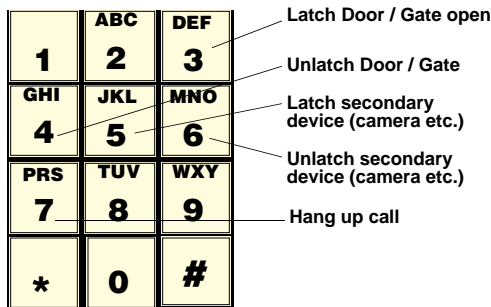 ABC DEF
1 2 3
GHI JKL MNO
4 5 6
PRS TUV WXY
7 8 9
* 0 #
Latch Door / Gate open
Unlatch Door / Gate
Latch secondary
device (camera etc.)
Unlatch secondary
device (camera etc.)
Hang up call